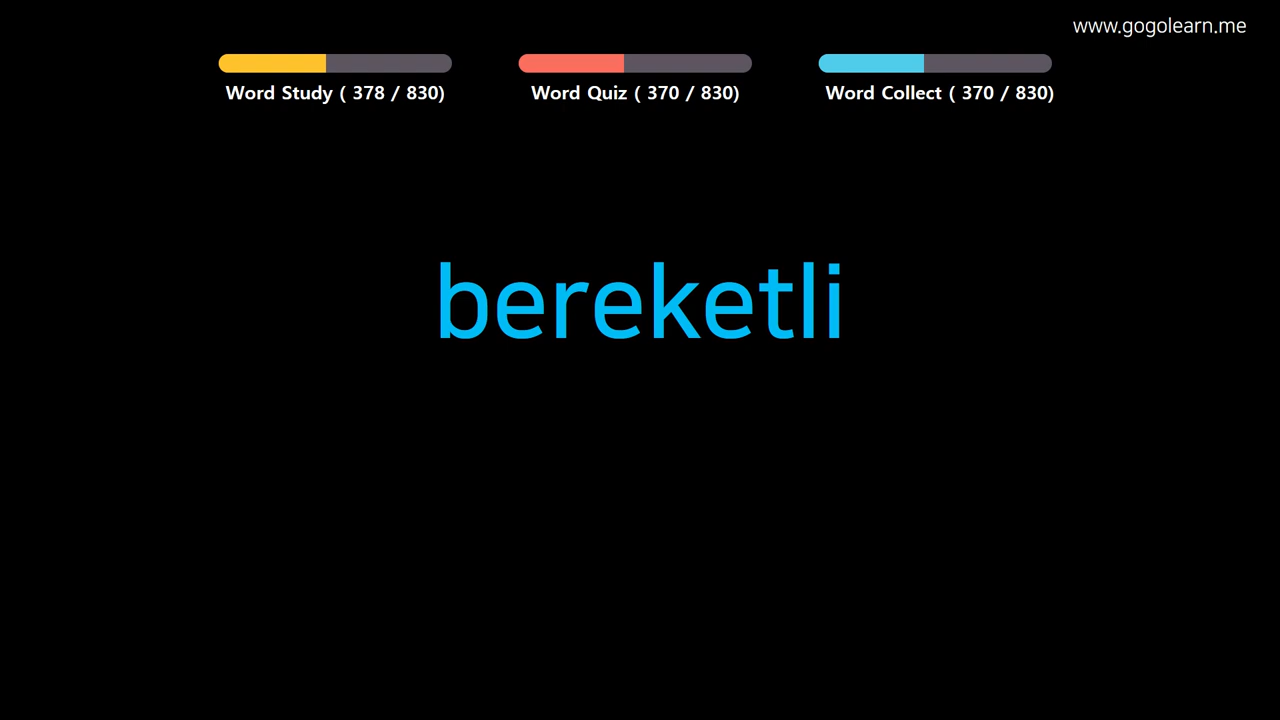 www.gogolearn.me
Word Study ( 378 / 830)
Word Quiz ( 370 / 830)
Word Collect ( 370 / 830)
bereketli